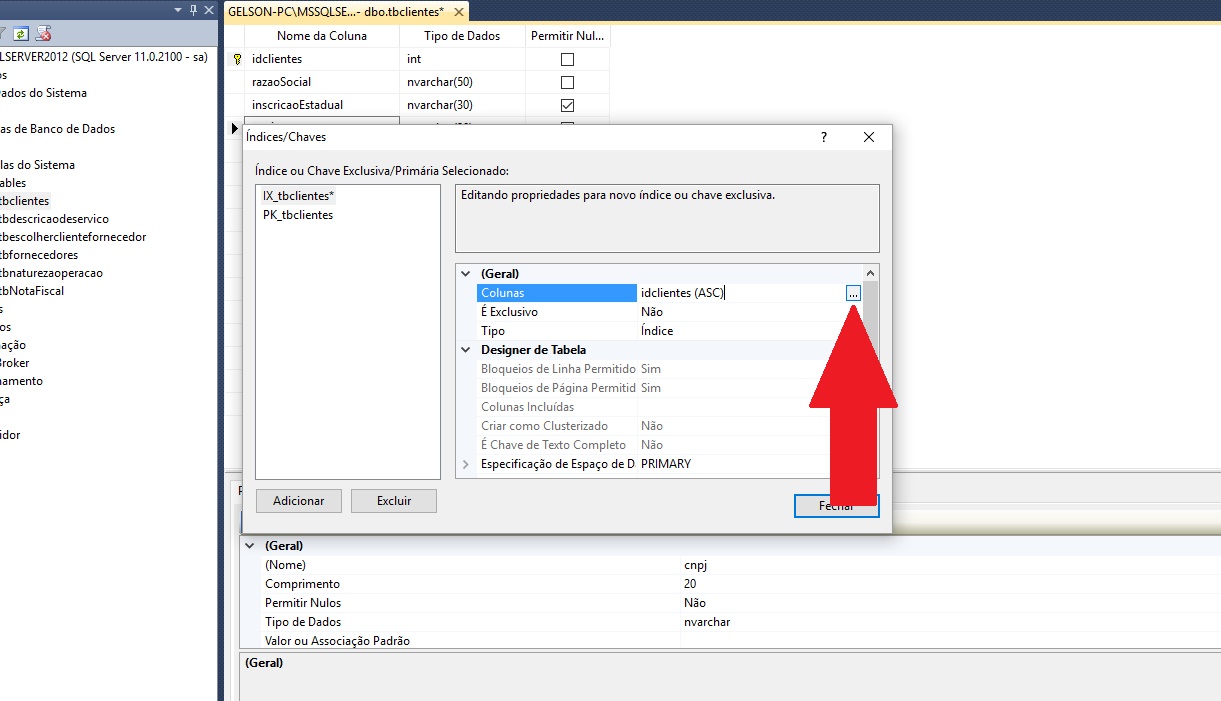 GELSON-PC\MSSQLSE...- dbo.tbclientes*
LSERVER2012 (SQL Server 11.0.2100 - sa)
os
Dados do Sistema
as de Banco de Dados
las do Sistema
ables
tbclientes
tbdescricaodeservico
tbescolherclientefornecedor
tbfornecedores
tbnaturezaoperacao
tbNotaFiscal
s
os
nação
Broker
namento
ça
idor
Nome da Coluna Tipo de Dados Permitir Nul...
idclientes int
razaoSocial nvarchar(50)
inscricaoEstadual nvarchar(30)
Índices/Chaves ?
Índice ou Chave Exclusiva/Primária Selecionado:
IX_tbclientes*
PK_tbclientes
Editando propriedades para novo índice ou chave exclusiva.
(Geral)
Colunas idclientes (ASC) ...
É Exclusivo Não
Tipo Índice
Designer de Tabela
Bloqueios de Linha Permitido Sim
Bloqueios de Página Permitid Sim
Colunas Incluídas
Criar como Clusterizado Não
É Chave de Texto Completo Não
Especificação de Espaço de D PRIMARY
Adicionar Excluir Fechar
(Geral)
(Nome) cnpj
Comprimento 20
Permitir Nulos Não
Tipo de Dados nvarchar
Valor ou Associação Padrão
(Geral)